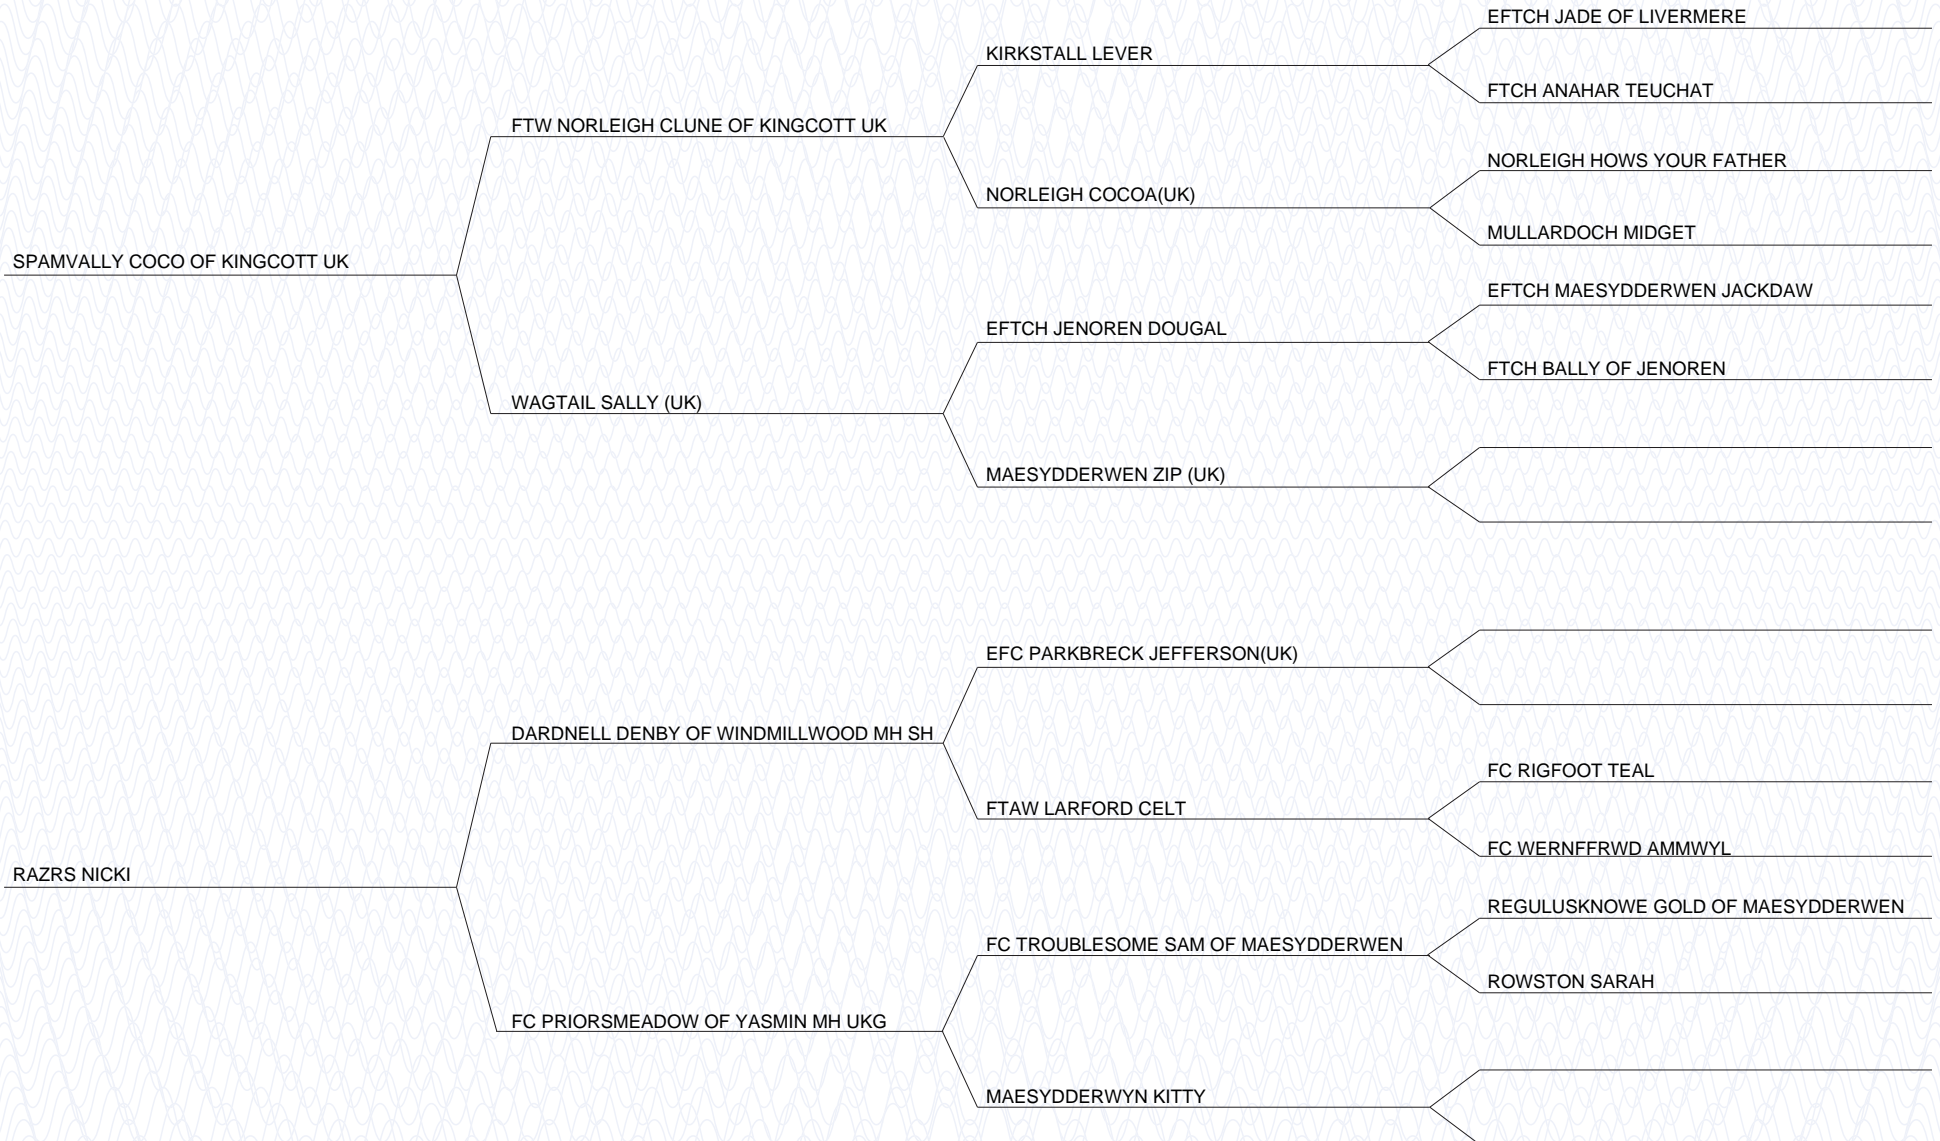 EFTCH JADE OF LIVERMERE
KIRKSTALL LEVER
FTCH ANAHAR TEUCHAT
FTW NORLEIGH CLUNE OF KINGCOTT UK
NORLEIGH HOWS YOUR FATHER
NORLEIGH COCOA(UK)
MULLARDOCH MIDGET
SPAMVALLY COCO OF KINGCOTT UK
EFTCH MAESYDDERWEN JACKDAW
EFTCH JENOREN DOUGAL
FTCH BALLY OF JENOREN
WAGTAIL SALLY (UK)
MAESYDDERWEN ZIP (UK)
EFC PARKBRECK JEFFERSON(UK)
DARDNELL DENBY OF WINDMILLWOOD MH SH
FC RIGFOOT TEAL
FTAW LARFORD CELT
FC WERNFFRWD AMMWYL
RAZRS NICKI
REGULUSKNOWE GOLD OF MAESYDDERWEN
FC TROUBLESOME SAM OF MAESYDDERWEN
ROWSTON SARAH
FC PRIORSMEADOW OF YASMIN MH UKG
MAESYDDERWYN KITTY